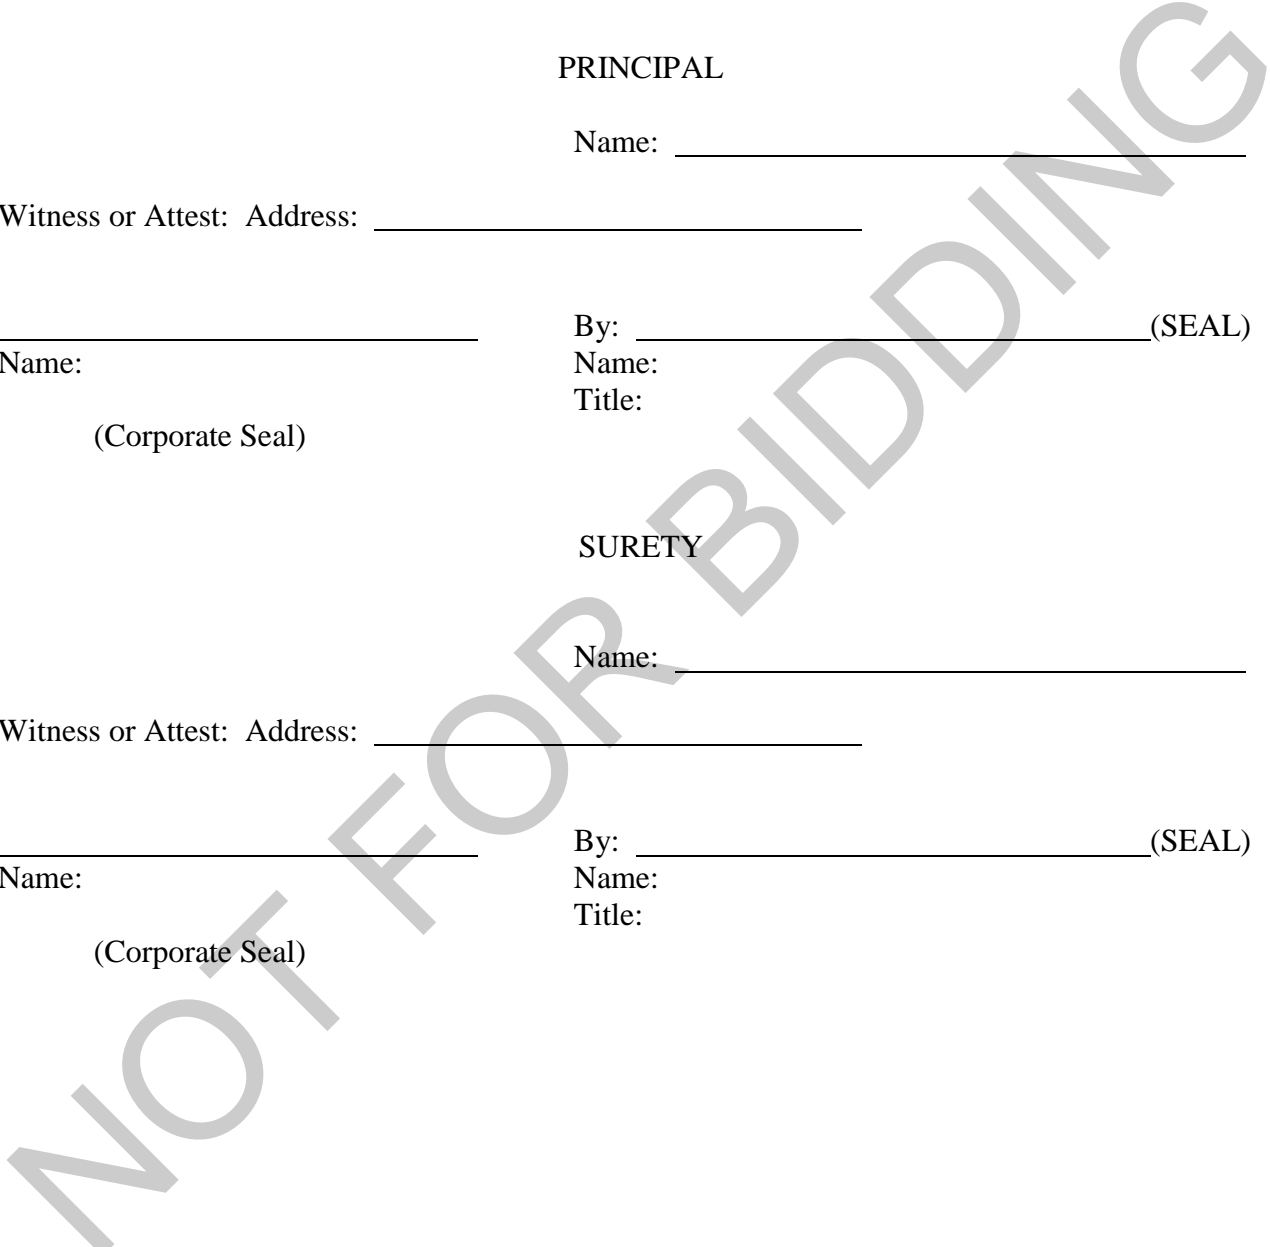 PRINCIPAL
Name:
Witness or Attest: Address:
By: (SEAL)
Name: Name:
Title:
(Corporate Seal)
SURETY
Name:
Witness or Attest: Address:
By: (SEAL)
Name: Name:
Title:
(Corporate Seal)
NOT FOR BIDDING